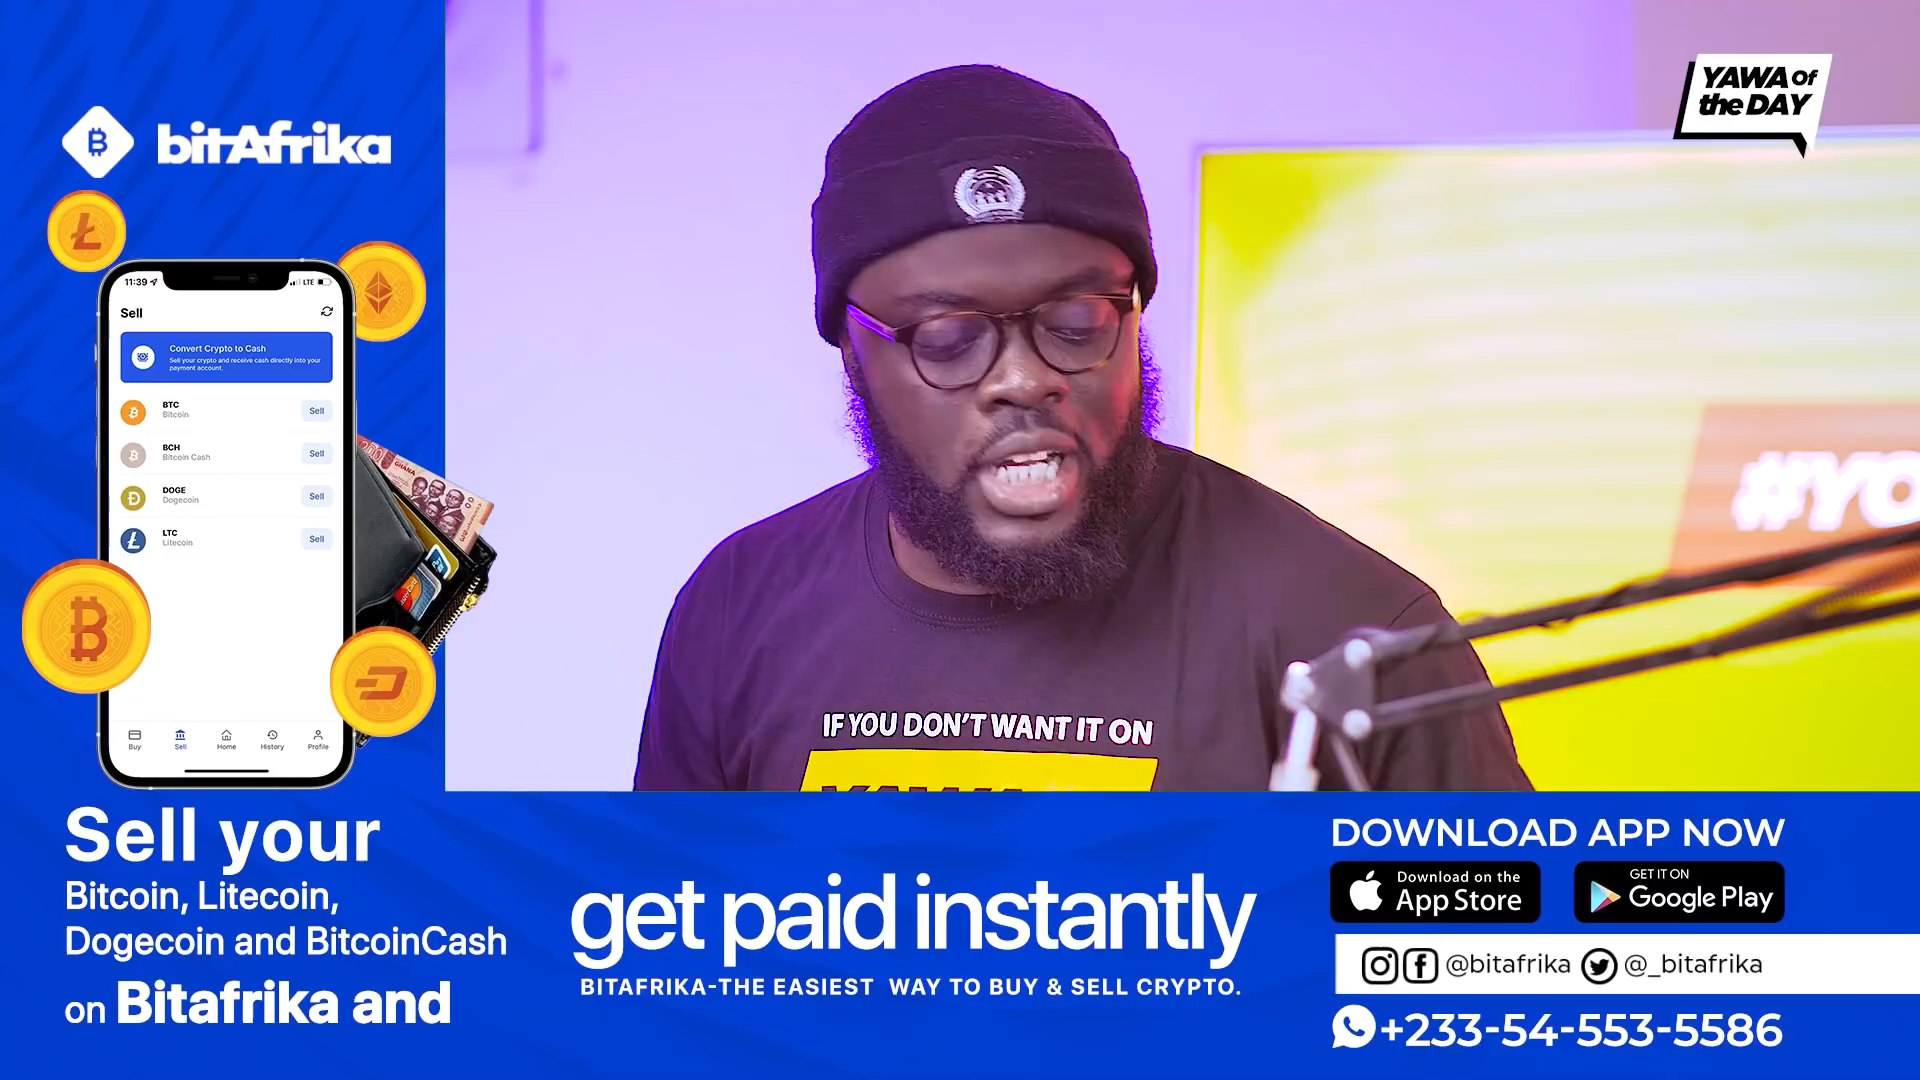 bitAfrika
YAWA of
the DAY
11:39
LTE
Sell
Convert Crypto to Cash
Sell your crypto and receive cash directly into your
payment account.
BTC
Bitcoin
Sell
BCH
Bitcoin Cash
Sell
DOGE
Dogecoin
Sell
LTC
Litecoin
Sell
Buy
Sell
Home
History
Profile
GHANA
#YO
IF YOU DON'T WANT IT ON
Sell your
Bitcoin, Litecoin,
Dogecoin and BitcoinCash
on Bitafrika and
get paid instantly
BITAFRIKA-THE EASIEST WAY TO BUY & SELL CRYPTO.
DOWNLOAD APP NOW
Download on the
App Store
GET IT ON
Google Play
@bitafrika @_bitafrika
+233-54-553-5586